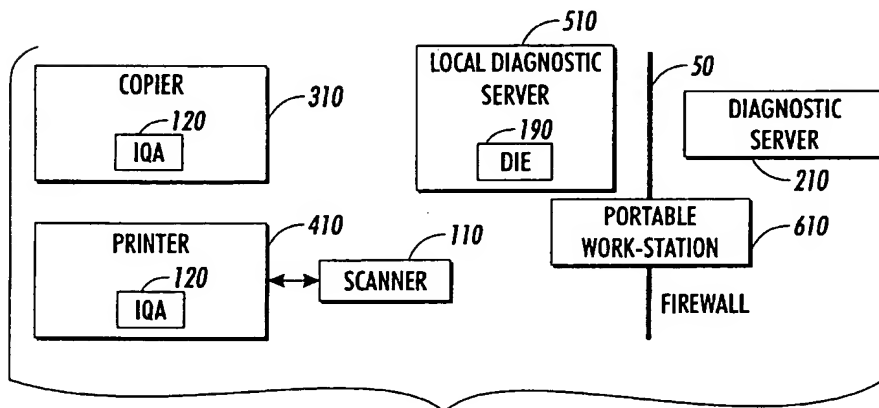 COPIER
120
IQA
310
PRINTER
120
IQA
410
110
SCANNER
510
LOCAL DIAGNOSTIC
SERVER
190
DIE
50
DIAGNOSTIC
SERVER
210
PORTABLE
WORK-STATION
610
FIREWALL